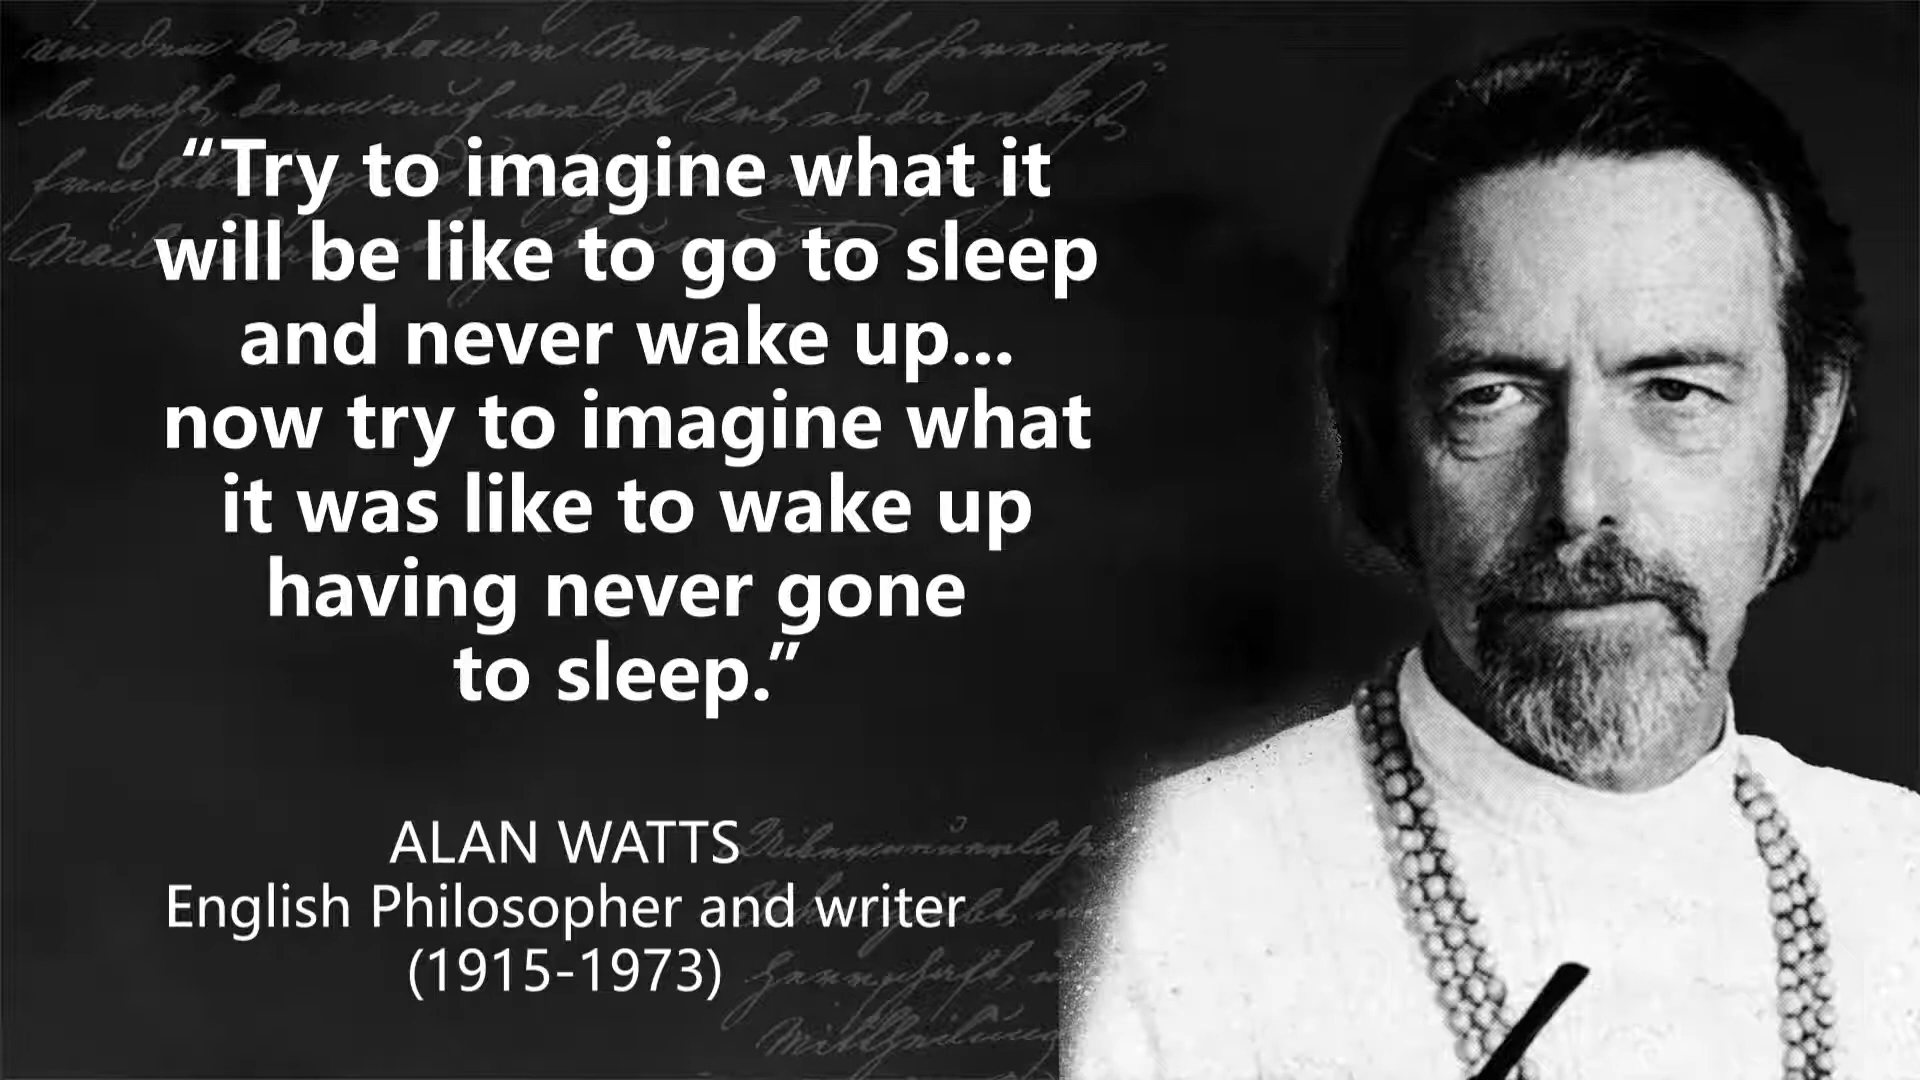 “Try to imagine what it
will be like to go to sleep
and never wake up...
now try to imagine what
it was like to wake up
having never gone
to sleep.”
ALAN WATTS
English Philosopher and writer
(1915-1973)